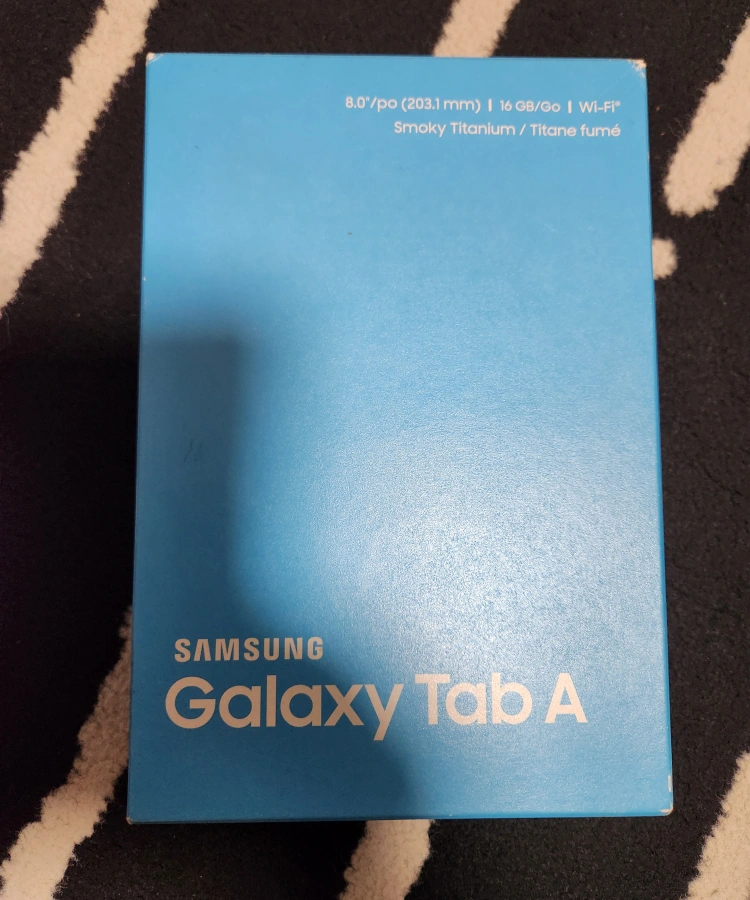 8.0"/po (203.1 mm) | 16 GB/Go | Wi-Fi®
Smoky Titanium / Titane fumé
SAMSUNG
Galaxy Tab A